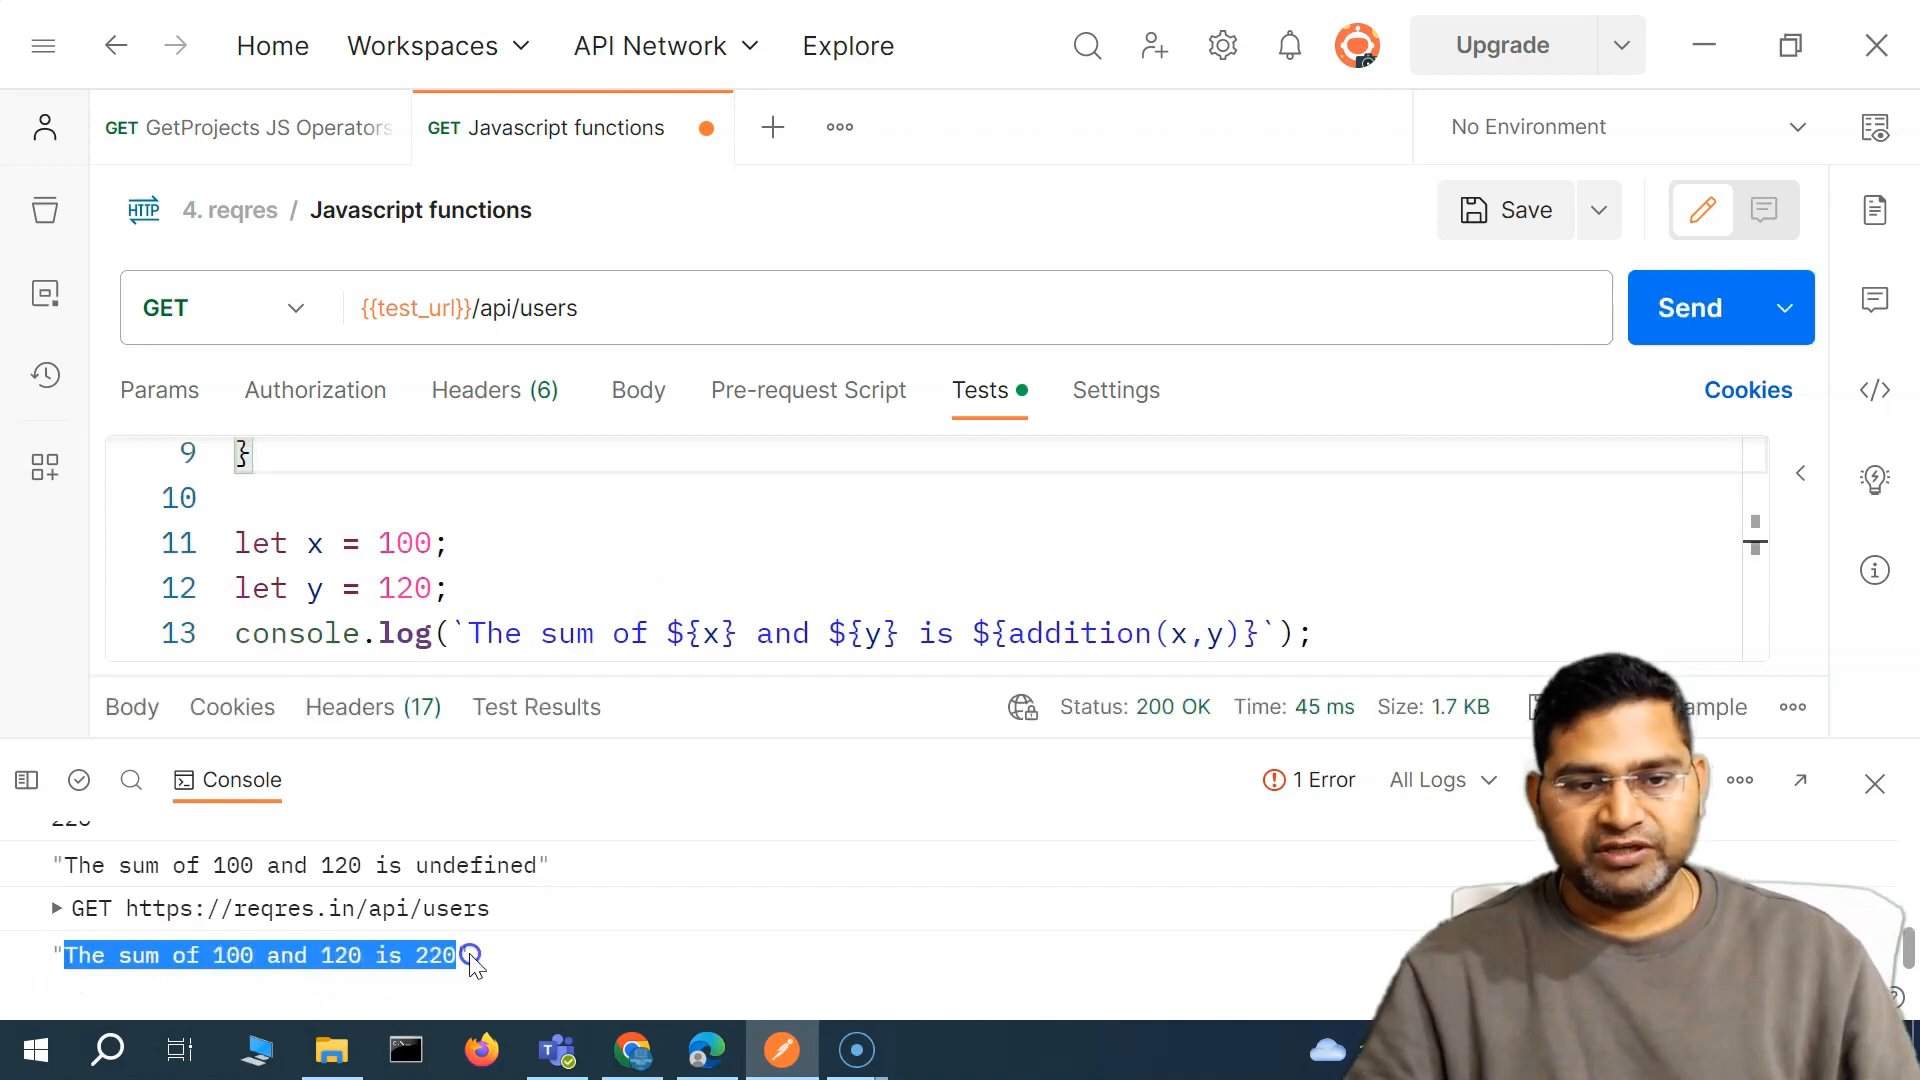 Home Workspaces API Network Explore Upgrade
GET GetProjects JS Operators GET Javascript functions No Environment
HTTP 4. reqres / Javascript functions Save
GET {{test_url}}/api/users Send
Params Authorization Headers (6) Body Pre-request Script Tests Settings Cookies
9 }
10
11 let x = 100;
12 let y = 120;
13 console.log(`The sum of ${x} and ${y} is ${addition(x,y)}`);
Body Cookies Headers (17) Test Results Status: 200 OK Time: 45 ms Size: 1.7 KB
Console 1 Error All Logs
"The sum of 100 and 120 is undefined"
GET https://reqres.in/api/users
"The sum of 100 and 120 is 220